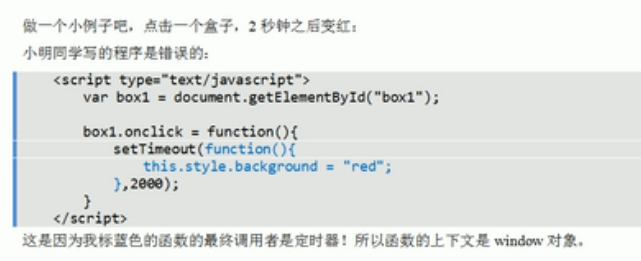 做一个小例子吧，点击一个盒子，2 秒钟之后变红：
小明同学写的程序是错误的：
<script type="text/javascript">
var box1 = document.getElementById("box1");
box1.onclick = function(){
setTimeout(function(){
this.style.background = "red";
},2000);
}
</script>
这是因为我标蓝色的函数的最终调用者是定时器！所以函数的上下文是 window 对象。